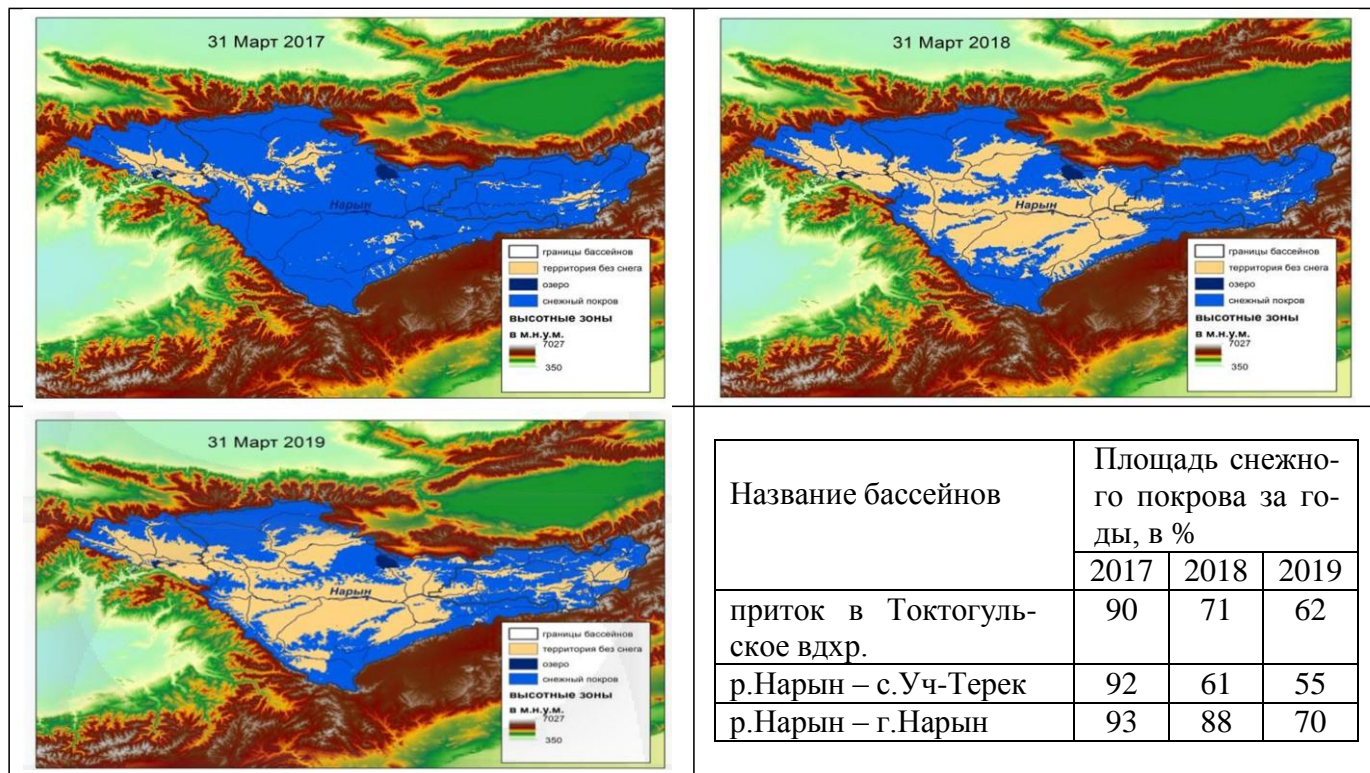 31 Март 2017
Нарын
границы бассейнов
территория без снега
озеро
снежный покров
высотные зоны
в м.н.у.м.
7027
350
31 Март 2018
Нарын
границы бассейнов
территория без снега
озеро
снежный покров
высотные зоны
в м.н.у.м.
7027
350
31 Март 2019
Нарын
границы бассейнов
территория без снега
озеро
снежный покров
высотные зоны
в м.н.у.м.
7027
350
Название бассейнов
Площадь снежно-
го покрова за го-
ды, в %
2017 2018 2019
приток в Токтогуль-
ское вдхр.
90 71 62
р.Нарын – с.Уч-Терек 92 61 55
р.Нарын – г.Нарын 93 88 70